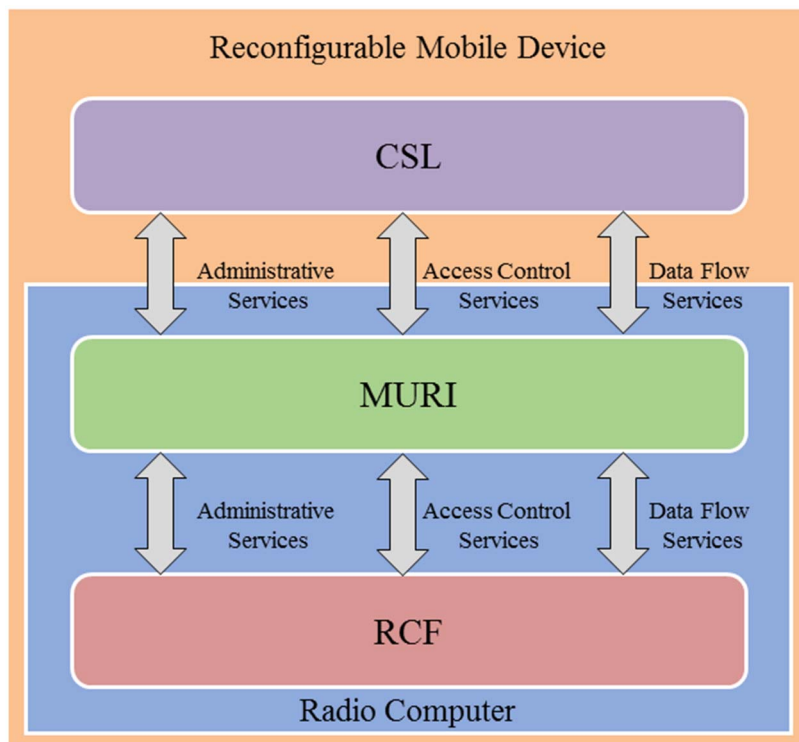 Reconfigurable Mobile Device
CSL
Administrative
Services
Access Control
Services
Data Flow
Services
MURI
Administrative
Services
Access Control
Services
Data Flow
Services
RCF
Radio Computer